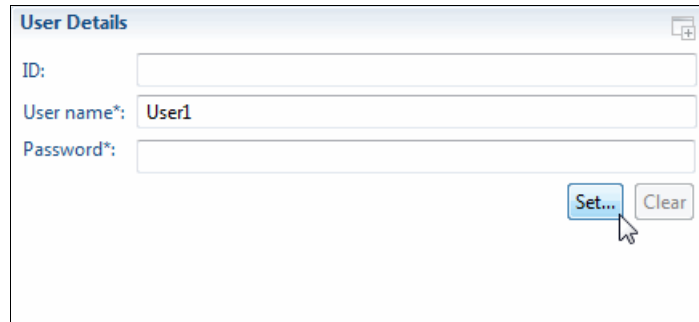 User Details
ID:
User name*: User1
Password*:
Set... Clear